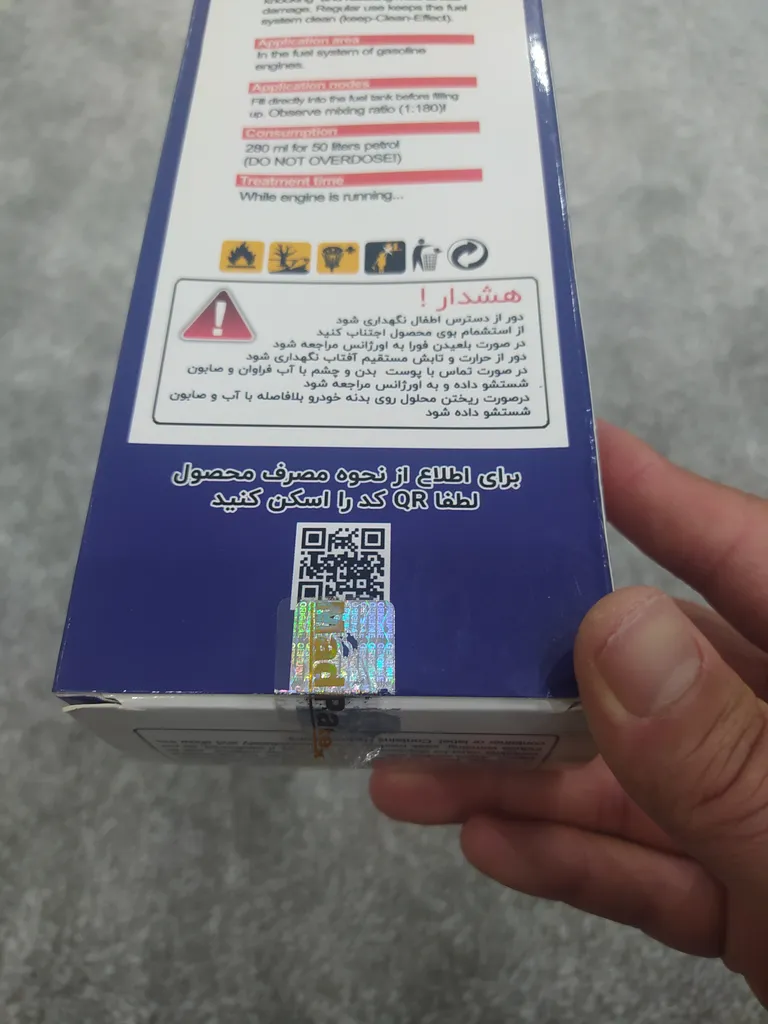 damage. Regular use keeps the fuel
system clean (keep-Clean-Effect).
Application area
In the fuel system of gasoline
engines.
Application nodes
Fill directly into the fuel tank before filling
up. Observe mixing ratio (1:180)!
Consumption
280 ml for 50 liters petrol
(DO NOT OVERDOSE!)
Treatment time
While engine is running...
هشدار !
دور از دسترس اطفال نگهداری شود
از استشمام بوی محصول اجتناب کنید
در صورت بلعیدن فورا به اورژانس مراجعه شود
دور از حرارت و تابش مستقیم آفتاب نگهداری شود
در صورت تماس با پوست بدن و چشم با آب فراوان و صابون
شستشو داده و به اورژانس مراجعه شود
درصورت ریختن محلول روی بدنه خودرو بلافاصله با آب و صابون
شستشو داده شود
برای اطلاع از نحوه مصرف محصول
لطفا QR کد را اسکن کنید